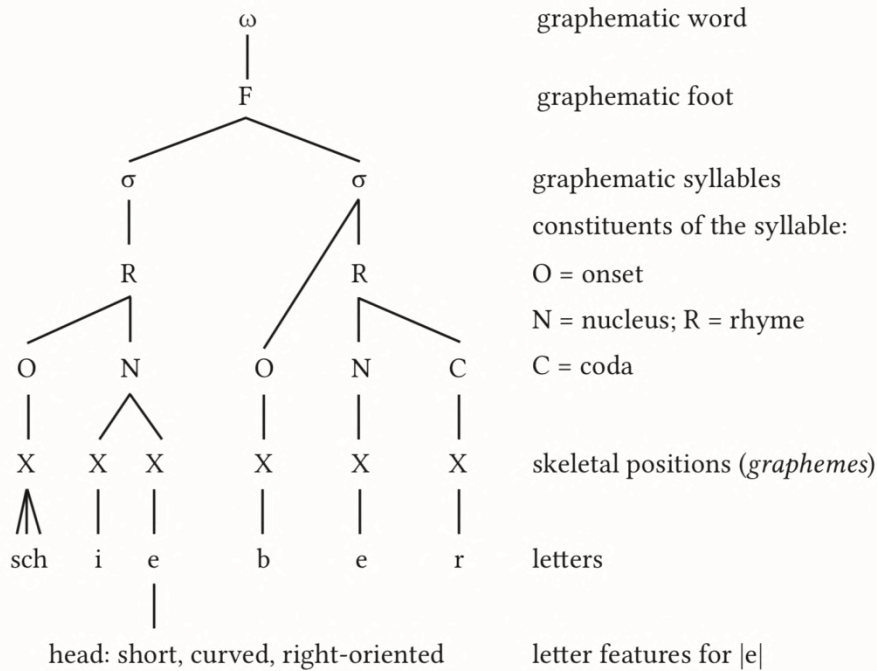 ω graphematic word
F graphematic foot
σ σ graphematic syllables
constituents of the syllable:
R R O = onset
N = nucleus; R = rhyme
O N O N C C = coda
X X X X X X skeletal positions (graphemes)
sch i e b e r letters
head: short, curved, right-oriented letter features for |e|